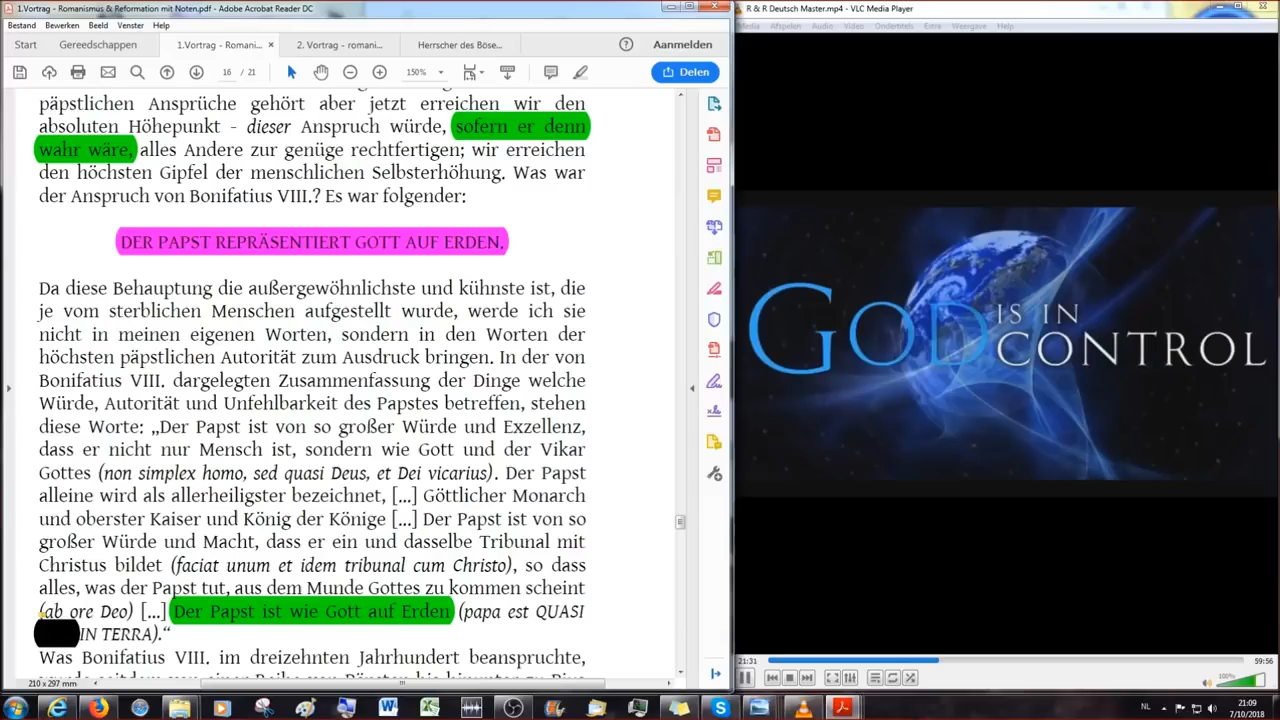 1.Vortrag - Romanismus & Reformation mit Noten.pdf - Adobe Acrobat Reader DC
Bestand Bewerken Beeld Venster Help
Start Gereedschappen 1.Vortrag - Romani... × 2. Vortrag - romani... Herrscher des Böse... Aanmelden
16 / 21 150% Delen
päpstlichen Ansprüche gehört aber jetzt erreichen wir den
absoluten Höhepunkt - dieser Anspruch würde, sofern er denn
wahr wäre, alles Andere zur genüge rechtfertigen; wir erreichen
den höchsten Gipfel der menschlichen Selbsterhöhung. Was war
der Anspruch von Bonifatius VIII.? Es war folgender:
DER PAPST REPRÄSENTIERT GOTT AUF ERDEN.
Da diese Behauptung die außergewöhnlichste und kühnste ist, die
je vom sterblichen Menschen aufgestellt wurde, werde ich sie
nicht in meinen eigenen Worten, sondern in den Worten der
höchsten päpstlichen Autorität zum Ausdruck bringen. In der von
Bonifatius VIII. dargelegten Zusammenfassung der Dinge welche
Würde, Autorität und Unfehlbarkeit des Papstes betreffen, stehen
diese Worte: „Der Papst ist von so großer Würde und Exzellenz,
dass er nicht nur Mensch ist, sondern wie Gott und der Vikar
Gottes (non simplex homo, sed quasi Deus, et Dei vicarius). Der Papst
alleine wird als allerheiligster bezeichnet, [...] Göttlicher Monarch
und oberster Kaiser und König der Könige [...] Der Papst ist von so
großer Würde und Macht, dass er ein und dasselbe Tribunal mit
Christus bildet (faciat unum et idem tribunal cum Christo), so dass
alles, was der Papst tut, aus dem Munde Gottes zu kommen scheint
(ab ore Deo) [...] Der Papst ist wie Gott auf Erden (papa est QUASI
IN TERRA).“
Was Bonifatius VIII. im dreizehnten Jahrhundert beanspruchte,
210 x 297 mm
R & R Deutsch Master.mp4 - VLC Media Player
Media Afspelen Audio Video Ondertitels Extra Weergave Help
GOD IS IN
CONTROL
21:31 59:56
100%
NL 21:09
7/10/2018